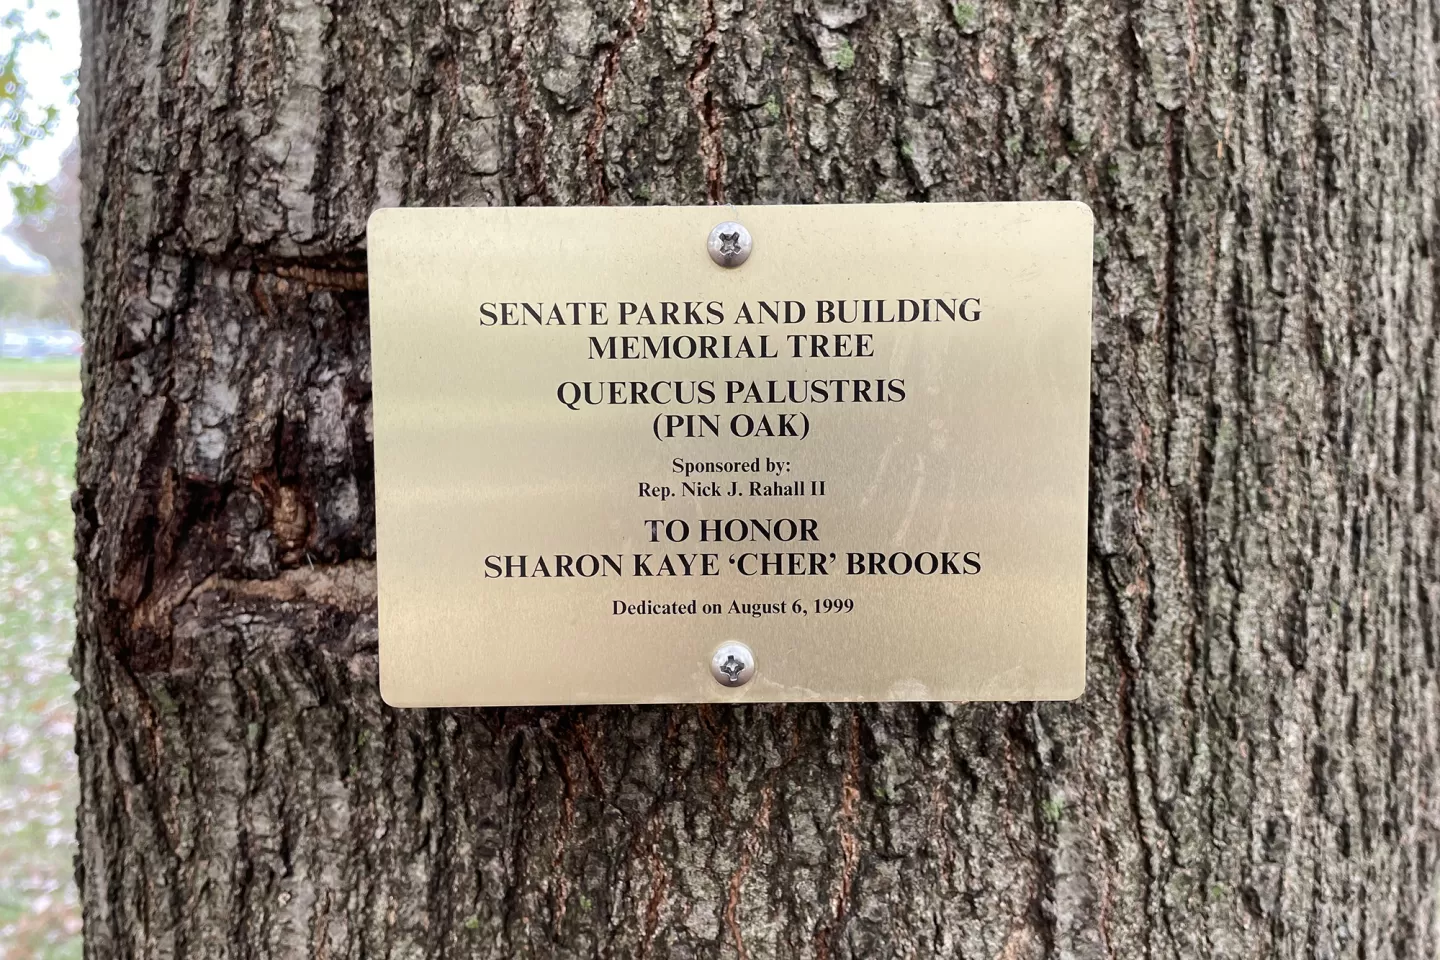 SENATE PARKS AND BUILDING
MEMORIAL TREE
QUERCUS PALUSTRIS
(PIN OAK)
Sponsored by:
Rep. Nick J. Rahall II
TO HONOR
SHARON KAYE ‘CHER’ BROOKS
Dedicated on August 6, 1999